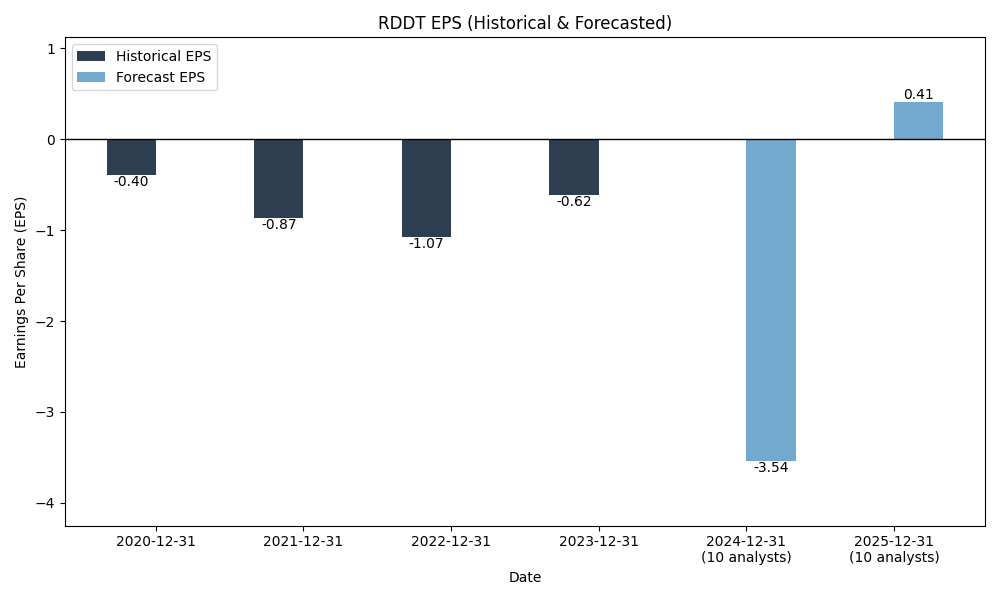 RDDT EPS (Historical & Forecasted)
Historical EPS
Forecast EPS
Earnings Per Share (EPS)
1
0
−1
−2
−3
−4
-0.40
-0.87
-1.07
-0.62
-3.54
0.41
2020-12-31
2021-12-31
2022-12-31
2023-12-31
2024-12-31
(10 analysts)
2025-12-31
(10 analysts)
Date